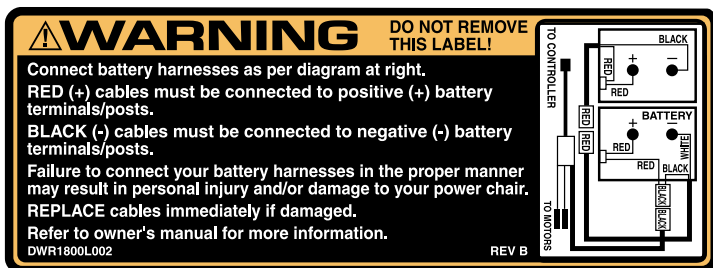 WARNING
DO NOT REMOVE
THIS LABEL!
Connect battery harnesses as per diagram at right.
RED (+) cables must be connected to positive (+) battery
terminals/posts.
BLACK (-) cables must be connected to negative (-) battery
terminals/posts.
Failure to connect your battery harnesses in the proper manner
may result in personal injury and/or damage to your power chair.
REPLACE cables immediately if damaged.
Refer to owner's manual for more information.
DWR1800L002
REV B
TO CONTROLLER
BLACK
RED
+
−
RED
BATTERY
+
−
RED
RED
RED
WHITE
RED
BLACK
BLACK
BLACK
TO MOTORS